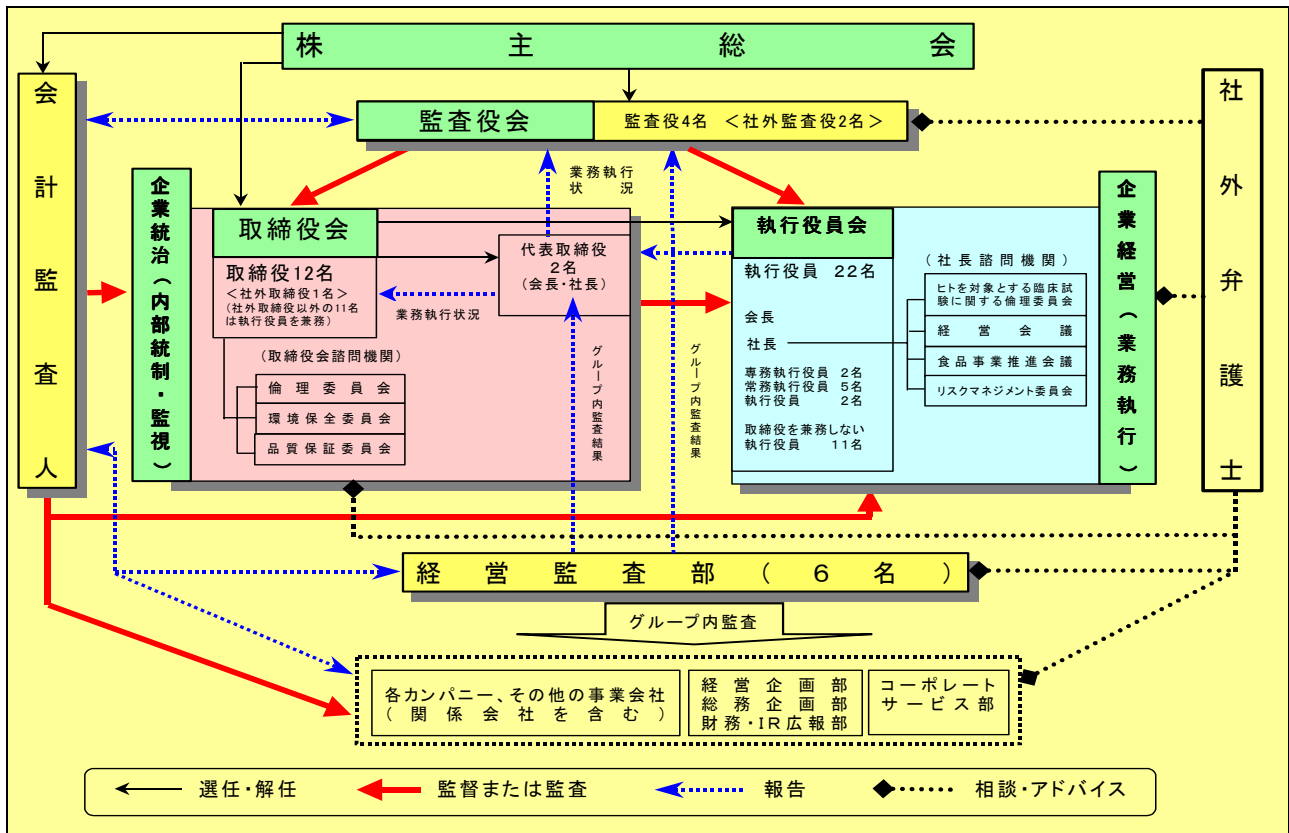 株主総会
会計監査人
監査役会
監査役4名 <社外監査役2名>
社外弁護士
業務執行
状況
企業統治(内部統制・監視)
取締役会
取締役12名
<社外取締役1名>
(社外取締役以外の11名
は執行役員を兼務)
代表取締役
2名
(会長・社長)
業務執行状況
(取締役会諮問機関)
倫理委員会
環境保全委員会
品質保証委員会
グループ内監査結果
グループ内監査結果
執行役員会
執行役員 22名
会長
社長
専務執行役員 2名
常務執行役員 5名
執行役員 2名
取締役を兼務しない
執行役員 11名
(社長諮問機関)
ヒトを対象とする臨床試
験に関する倫理委員会
経営会議
食品事業推進会議
リスクマネジメント委員会
企業経営(業務執行)
経営監査部(6名)
グループ内監査
各カンパニー、その他の事業会社
(関係会社を含む)
経営企画部
総務企画部
財務・IR広報部
コーポレート
サービス部
選任・解任
監督または監査
報告
相談・アドバイス